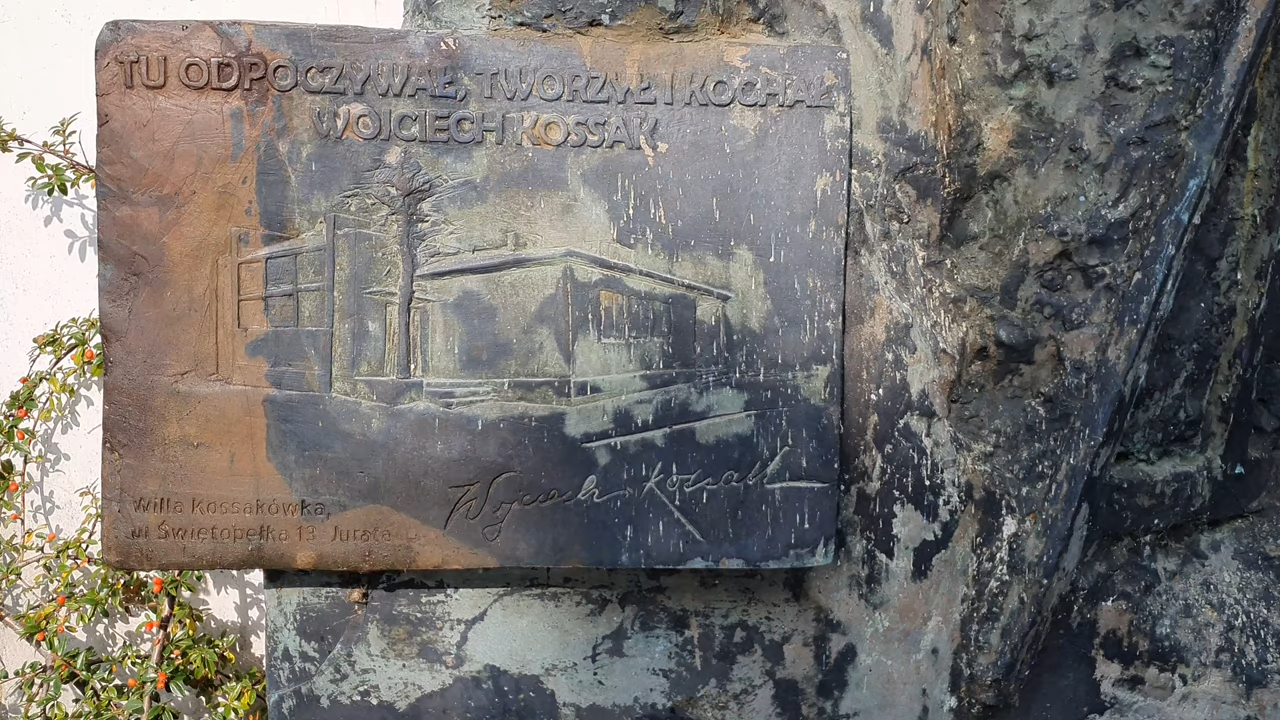 TU ODPOCZYWAŁ, TWORZYŁ I KOCHAŁ
WOJCIECH KOSSAK
Wojciech Kossak
Willa Kossakówka,
ul Świętopełka 13 Jurata